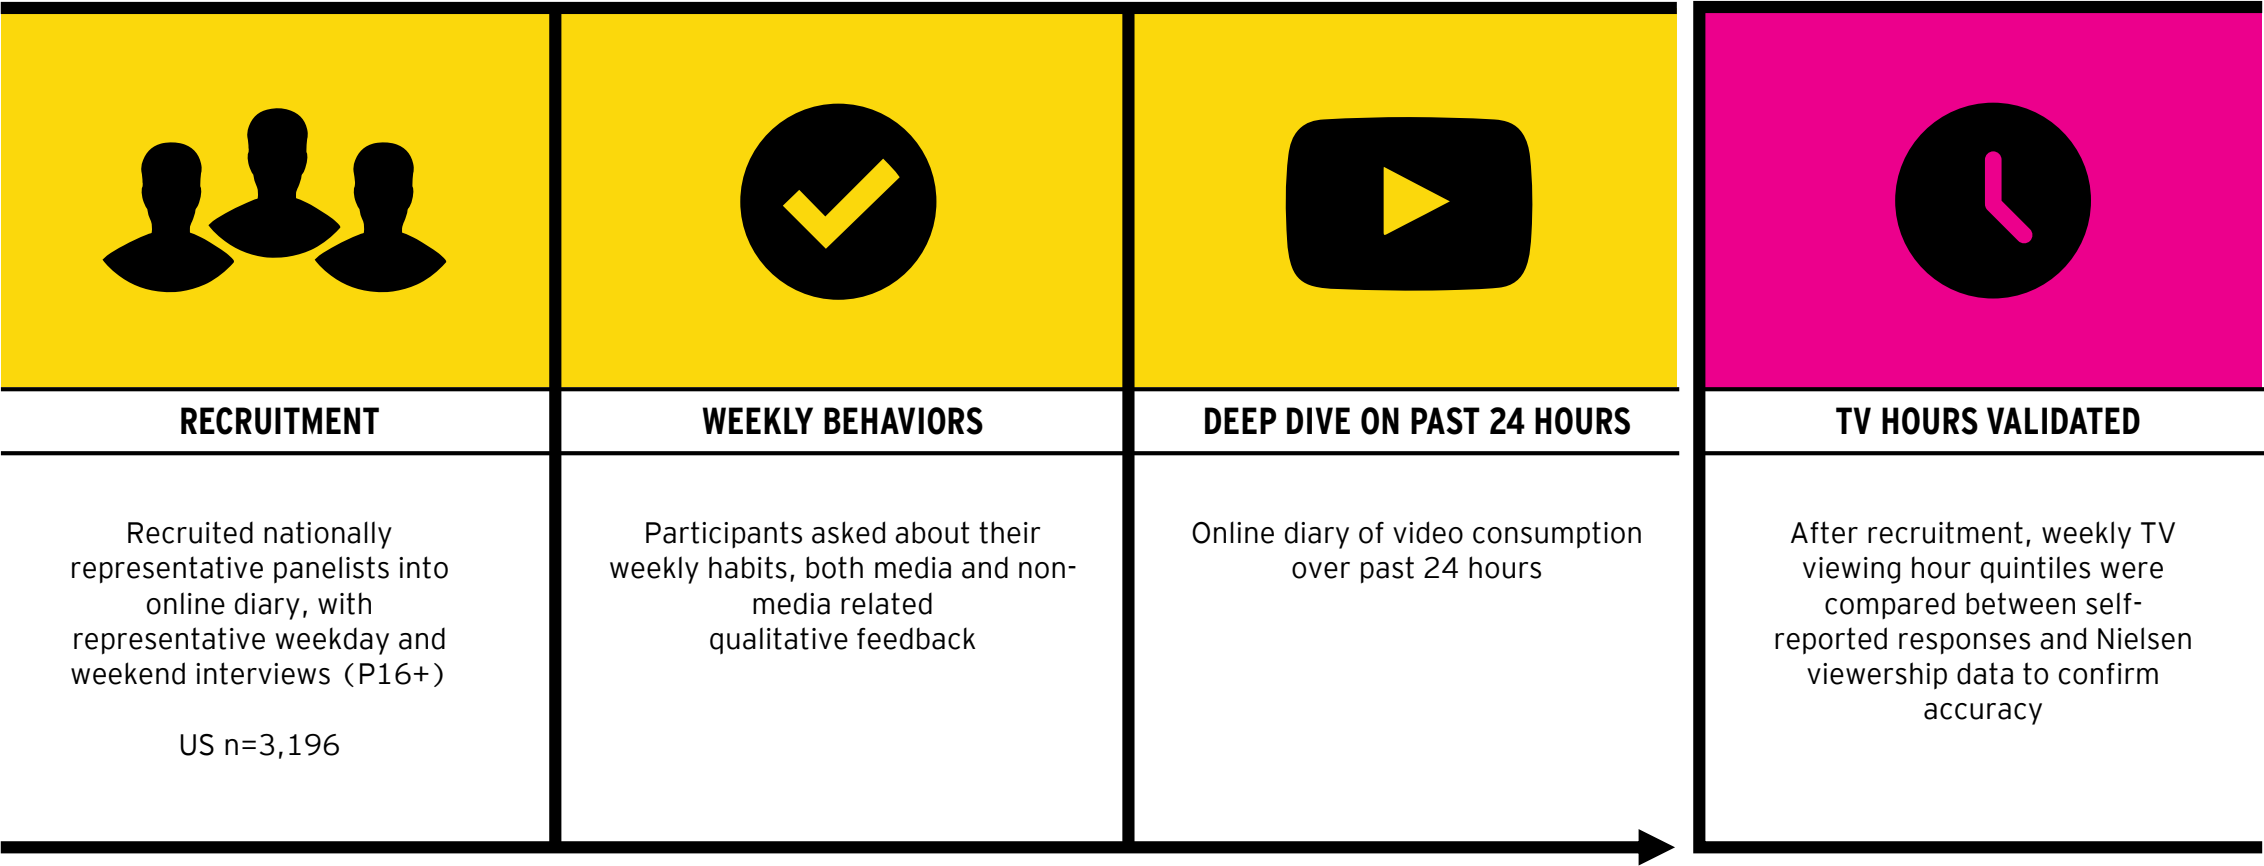 RECRUITMENT
Recruited nationally
representative panelists into
online diary, with
representative weekday and
weekend interviews (P16+)
US n=3,196
WEEKLY BEHAVIORS
Participants asked about their
weekly habits, both media and non-
media related
qualitative feedback
DEEP DIVE ON PAST 24 HOURS
Online diary of video consumption
over past 24 hours
TV HOURS VALIDATED
After recruitment, weekly TV
viewing hour quintiles were
compared between self-
reported responses and Nielsen
viewership data to confirm
accuracy